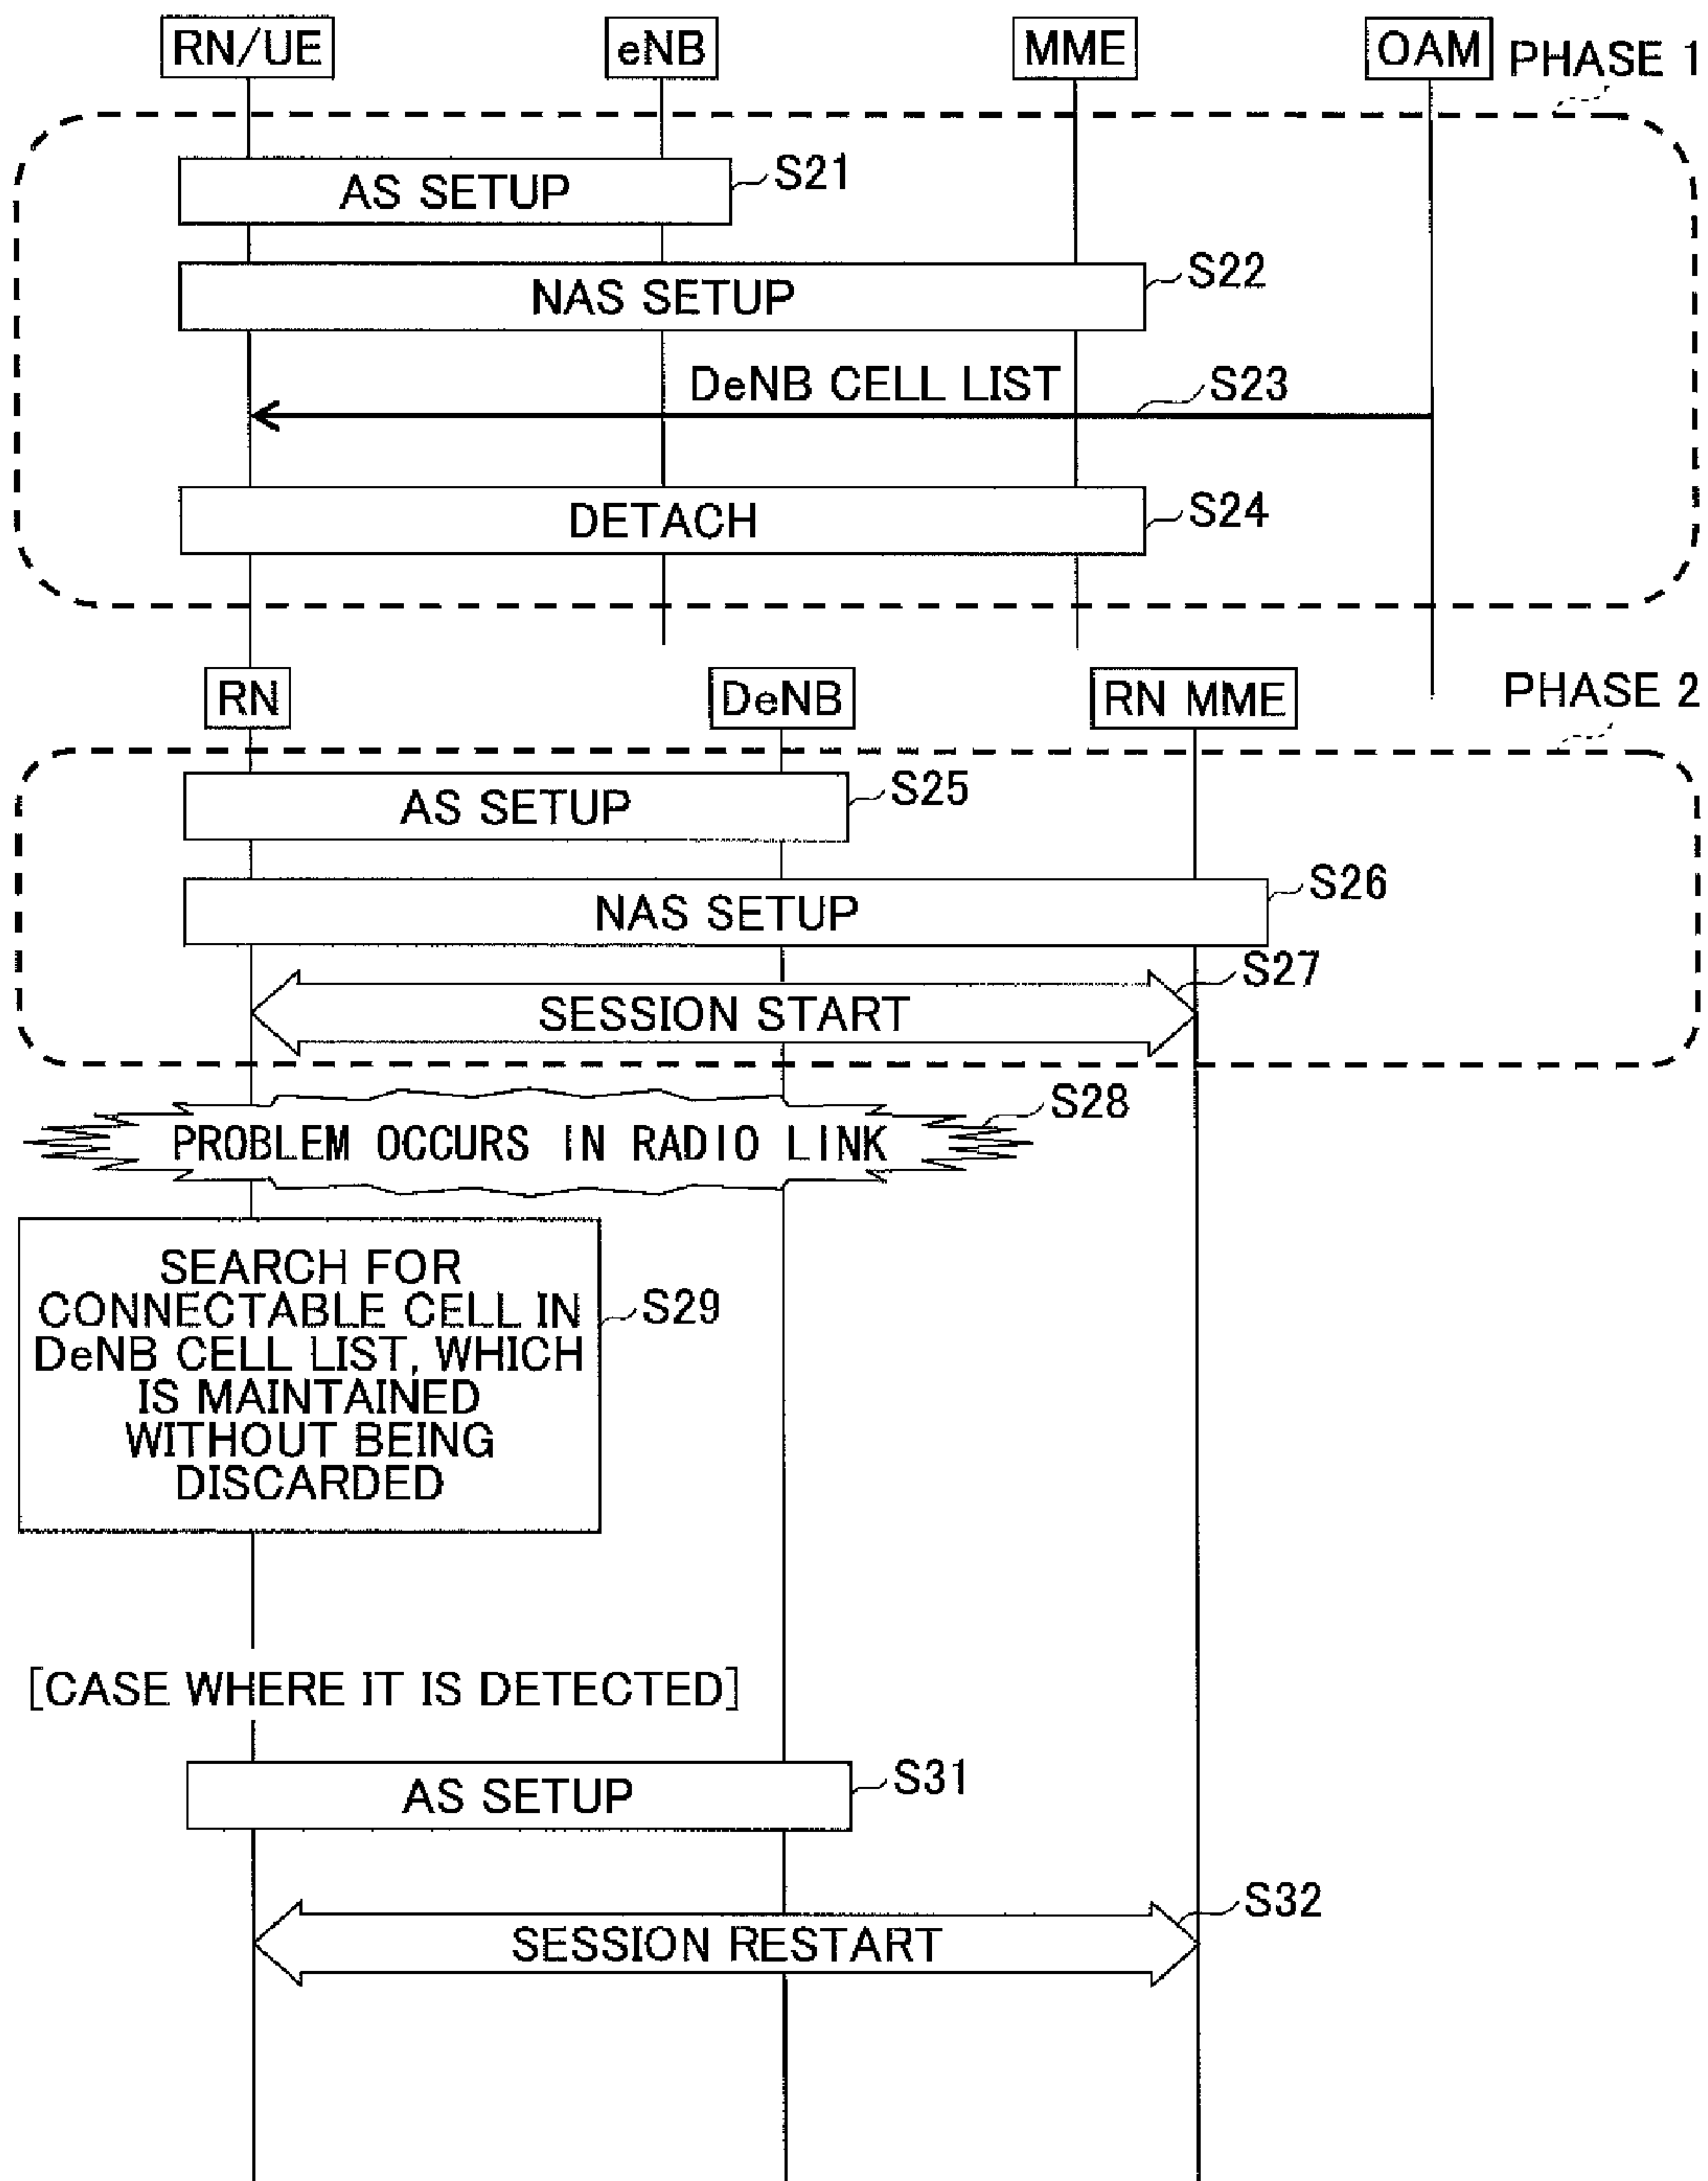 RN/UE
eNB
MME
OAM
PHASE 1
AS SETUP
S21
NAS SETUP
S22
DeNB CELL LIST
S23
DETACH
S24
RN
DeNB
RN MME
PHASE 2
AS SETUP
S25
NAS SETUP
S26
SESSION START
S27
PROBLEM OCCURS IN RADIO LINK
S28
SEARCH FOR
CONNECTABLE CELL IN
DeNB CELL LIST, WHICH
IS MAINTAINED
WITHOUT BEING
DISCARDED
S29
[CASE WHERE IT IS DETECTED]
AS SETUP
S31
SESSION RESTART
S32